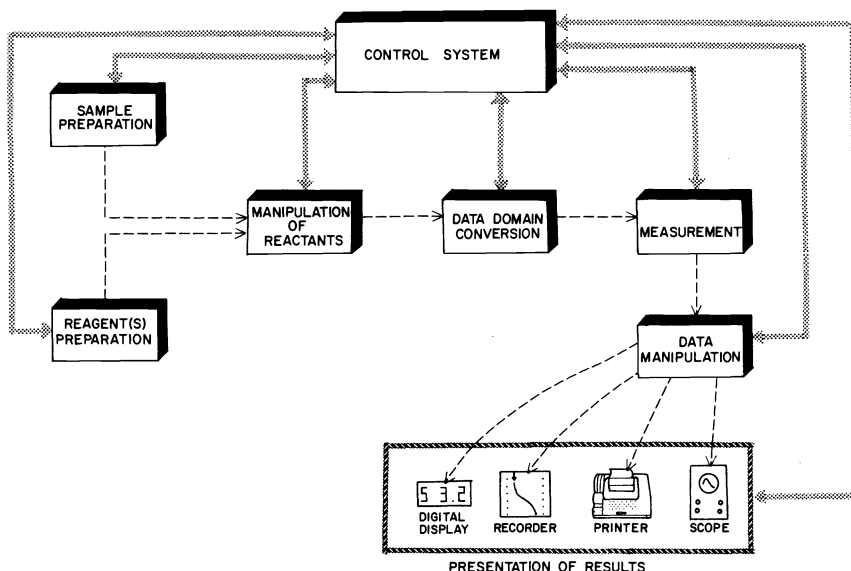 CONTROL SYSTEM
SAMPLE
PREPARATION
MANIPULATION
OF
REACTANTS
DATA DOMAIN
CONVERSION
MEASUREMENT
REAGENT(S)
PREPARATION
DATA
MANIPULATION
5 3.2
DIGITAL
DISPLAY
RECORDER
PRINTER
SCOPE
PRESENTATION OF RESULTS